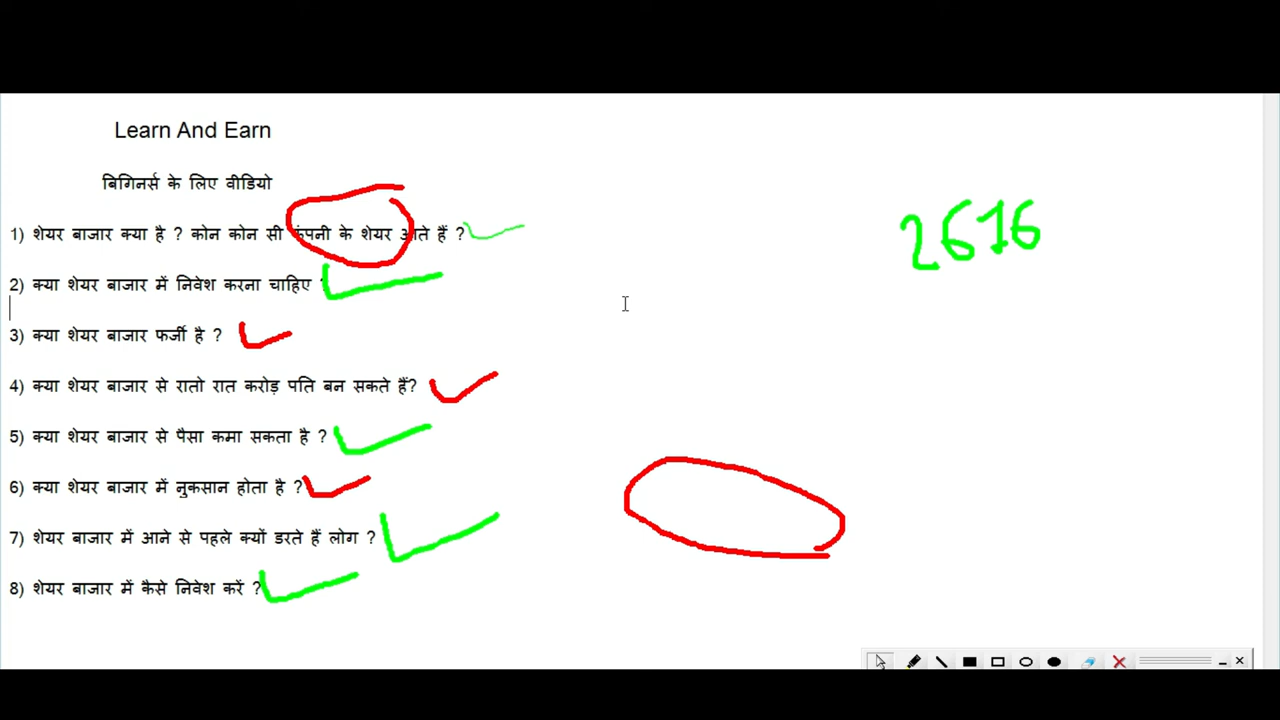 Learn And Earn
बिगिनर्स के लिए वीडियो
1) शेयर बाजार क्या है ? कोन कोन सी कंपनी के शेयर आते हैं ?
2) क्या शेयर बाजार में निवेश करना चाहिए ?
3) क्या शेयर बाजार फर्जी है ?
4) क्या शेयर बाजार से रातो रात करोड़ पति बन सकते हैं?
5) क्या शेयर बाजार से पैसा कमा सकता है ?
6) क्या शेयर बाजार में नुकसान होता है ?
7) शेयर बाजार में आने से पहले क्यों डरते हैं लोग ?
8) शेयर बाजार में कैसे निवेश करें ?
2676